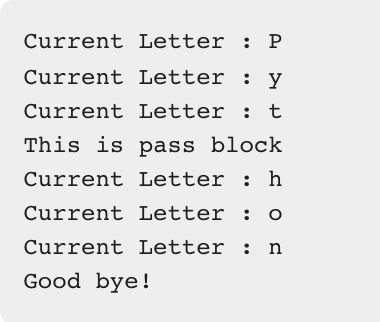 Current Letter : P
Current Letter : y
Current Letter : t
This is pass block
Current Letter : h
Current Letter : o
Current Letter : n
Good bye!